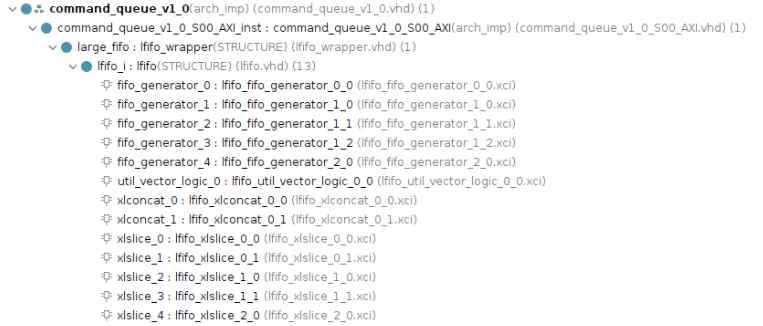 command_queue_v1_0(arch_imp) (command_queue_v1_0.vhd) (1)
command_queue_v1_0_S00_AXI_inst : command_queue_v1_0_S00_AXI(arch_imp) (command_queue_v1_0_S00_AXI.vhd) (1)
large_fifo : lfifo_wrapper(STRUCTURE) (lfifo_wrapper.vhd) (1)
lfifo_i : lfifo(STRUCTURE) (lfifo.vhd) (13)
fifo_generator_0 : lfifo_fifo_generator_0_0 (lfifo_fifo_generator_0_0.xci)
fifo_generator_1 : lfifo_fifo_generator_1_0 (lfifo_fifo_generator_1_0.xci)
fifo_generator_2 : lfifo_fifo_generator_1_1 (lfifo_fifo_generator_1_1.xci)
fifo_generator_3 : lfifo_fifo_generator_1_2 (lfifo_fifo_generator_1_2.xci)
fifo_generator_4 : lfifo_fifo_generator_2_0 (lfifo_fifo_generator_2_0.xci)
util_vector_logic_0 : lfifo_util_vector_logic_0_0 (lfifo_util_vector_logic_0_0.xci)
xlconcat_0 : lfifo_xlconcat_0_0 (lfifo_xlconcat_0_0.xci)
xlconcat_1 : lfifo_xlconcat_0_1 (lfifo_xlconcat_0_1.xci)
xlslice_0 : lfifo_xlslice_0_0 (lfifo_xlslice_0_0.xci)
xlslice_1 : lfifo_xlslice_0_1 (lfifo_xlslice_0_1.xci)
xlslice_2 : lfifo_xlslice_1_0 (lfifo_xlslice_1_0.xci)
xlslice_3 : lfifo_xlslice_1_1 (lfifo_xlslice_1_1.xci)
xlslice_4 : lfifo_xlslice_2_0 (lfifo_xlslice_2_0.xci)